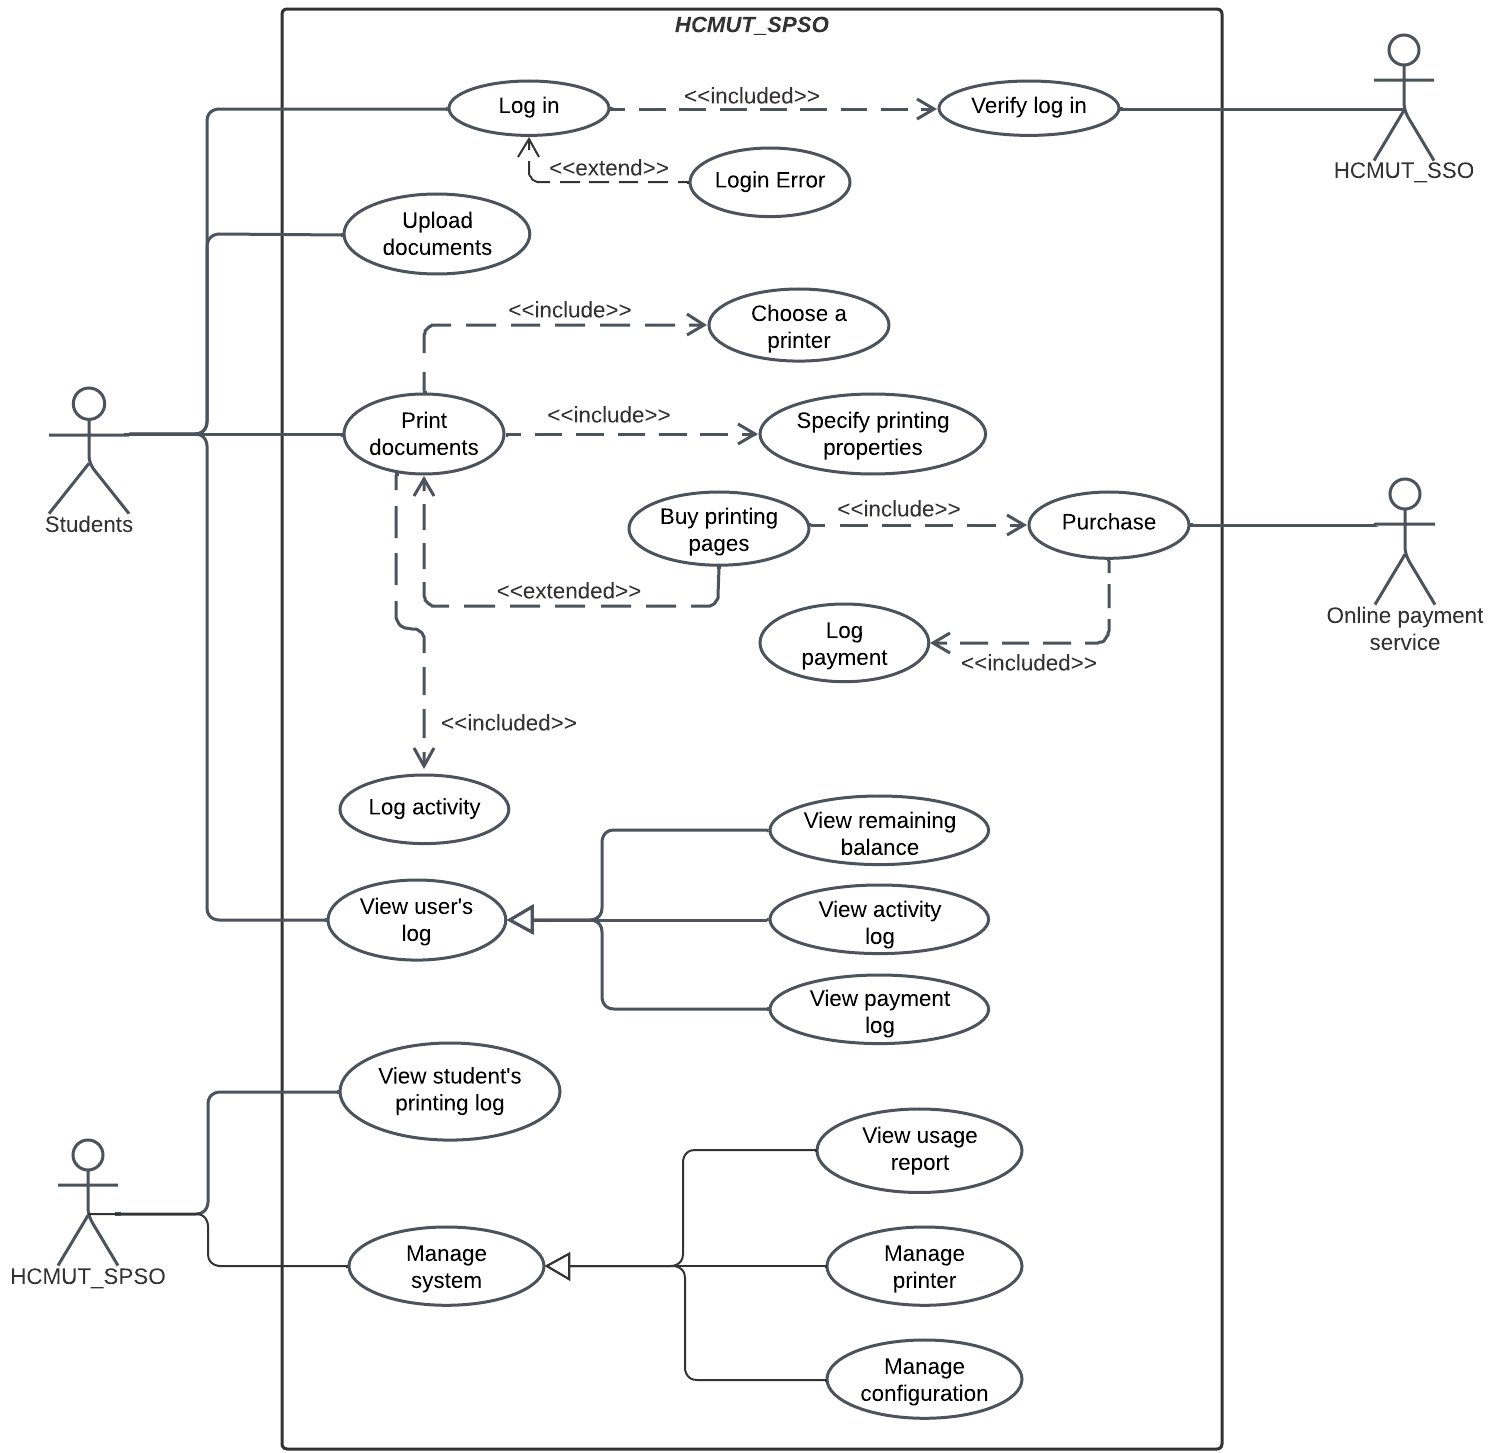 HCMUT_SPSO
Log in
<<included>>
Verify log in
HCMUT_SSO
<<extend>>
Login Error
Upload
documents
<<include>>
Choose a
printer
Print
documents
<<include>>
Specify printing
properties
Students
Buy printing
pages
<<include>>
Purchase
Online payment
service
<<extended>>
Log
payment
<<included>>
<<included>>
Log activity
View remaining
balance
View user's
log
View activity
log
View payment
log
View student's
printing log
HCMUT_SPSO
View usage
report
Manage
system
Manage
printer
Manage
configuration